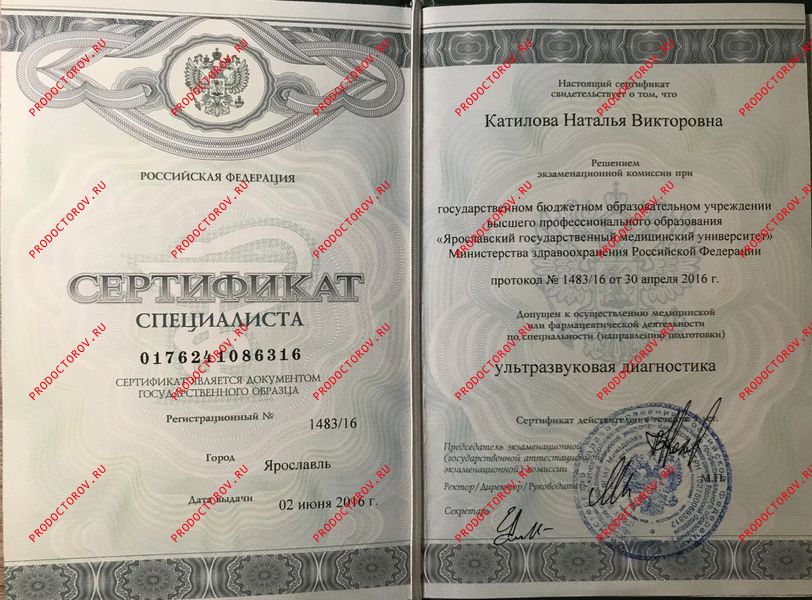 РОССИЙСКАЯ ФЕДЕРАЦИЯ
СЕРТИФИКАТ
СПЕЦИАЛИСТА
0176241086316
СЕРТИФИКАТ ЯВЛЯЕТСЯ ДОКУМЕНТОМ
ГОСУДАРСТВЕННОГО ОБРАЗЦА
Регистрационный № 1483/16
Город Ярославль
Дата выдачи 02 июня 2016 г.
Настоящий сертификат
свидетельствует о том, что
Катилова Наталья Викторовна
Решением
экзаменационной комиссии при
государственном бюджетном образовательном учреждении
высшего профессионального образования
«Ярославский государственный медицинский университет»
Министерства здравоохранения Российской Федерации
протокол № 1483/16 от 30 апреля 2016 г.
Допущен к осуществлению медицинской
или фармацевтической деятельности
по специальности (направлению подготовки)
ультразвуковая диагностика
Сертификат действителен в течение
Председатель экзаменационной
(государственной аттестационной
экзаменационной) комиссии
Ректор/Директор/Руководитель
М.П.
Секретарь
PRODOCTOROV.RU